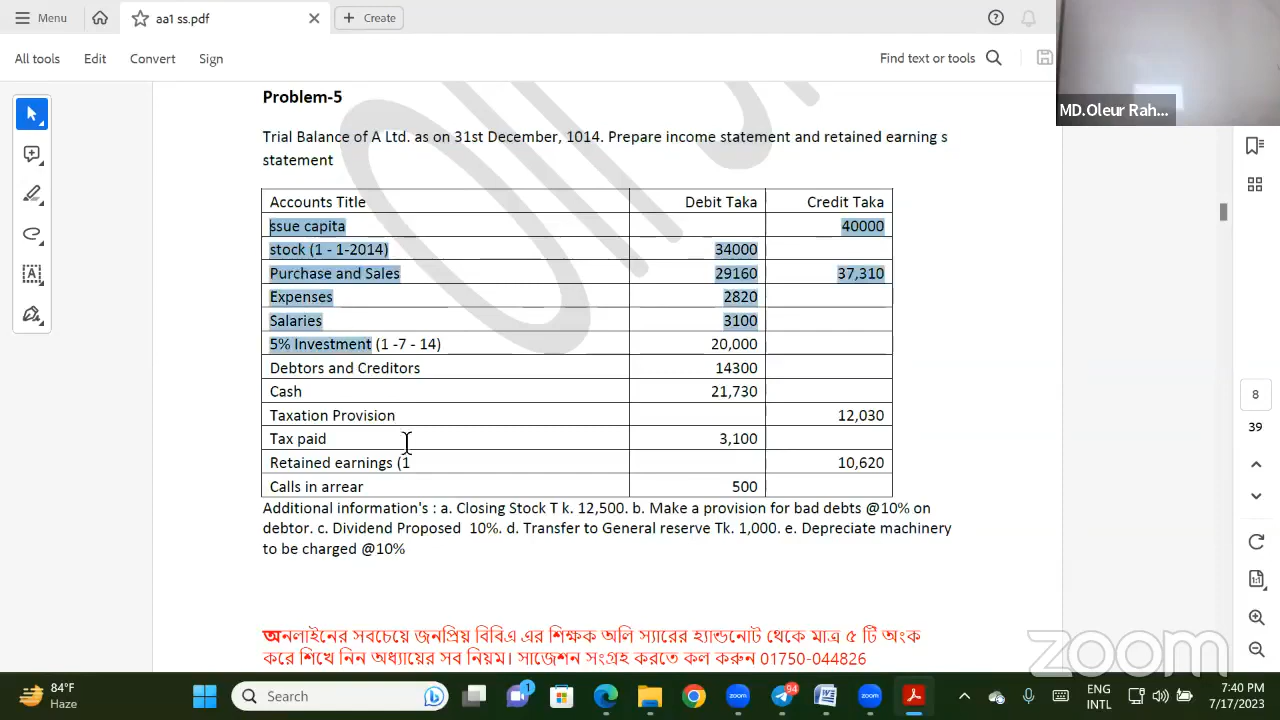 Menu
aa1 ss.pdf
Create
All tools Edit Convert Sign
Find text or tools
MD.Oleur Rah...
Problem-5
Trial Balance of A Ltd. as on 31st December, 1014. Prepare income statement and retained earning s
statement
Accounts Title Debit Taka Credit Taka
ssue capita 40000
stock (1 - 1-2014) 34000
Purchase and Sales 29160 37,310
Expenses 2820
Salaries 3100
5% Investment (1 -7 - 14) 20,000
Debtors and Creditors 14300
Cash 21,730
Taxation Provision 12,030
Tax paid 3,100
Retained earnings (1 10,620
Calls in arrear 500
Additional information's : a. Closing Stock T k. 12,500. b. Make a provision for bad debts @10% on
debtor. c. Dividend Proposed 10%. d. Transfer to General reserve Tk. 1,000. e. Depreciate machinery
to be charged @10%
অনলাইনের সবচেয়ে জনপ্রিয় বিবিএ এর শিক্ষক অলি স্যারের হ্যান্ডনোট থেকে মাত্র ৫ টি অংক
করে শিখে নিন অধ্যায়ের সব নিয়ম। সাজেশন সংগ্রহ করতে কল করুন 01750-044826
8
39
1:1
zoom
84°F
Haze
Search
1
zoom
94
zoom
ENG
INTL
7:40 PM
7/17/2023